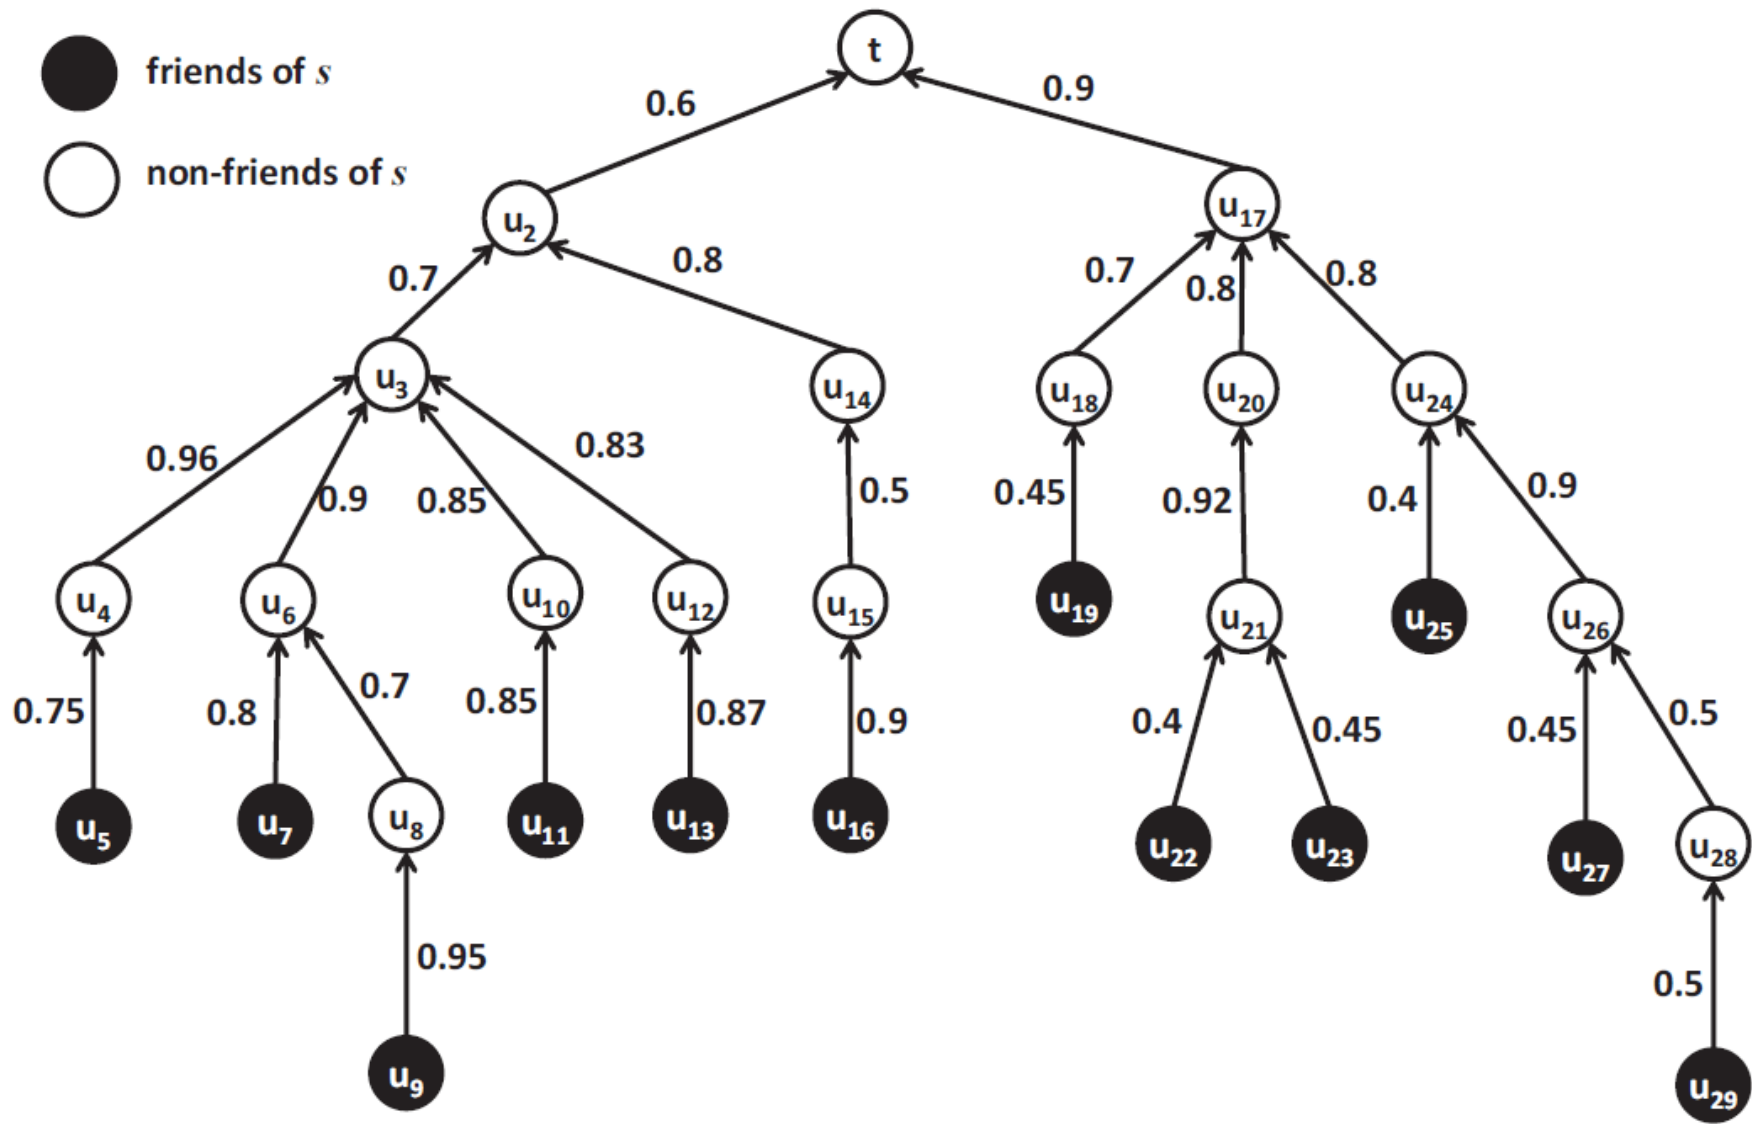 friends of s
non-friends of s
t
0.6
0.9
u2
u17
0.7
0.8
0.7
0.8
0.8
u3
u14
u18
u20
u24
0.96
0.9
0.85
0.83
0.5
0.45
0.92
0.4
0.9
u4
u6
u10
u12
u15
u19
u21
u25
u26
0.75
0.8
0.7
0.85
0.87
0.9
0.4
0.45
0.45
0.5
u5
u7
u8
u11
u13
u16
u22
u23
u27
u28
0.95
0.5
u9
u29